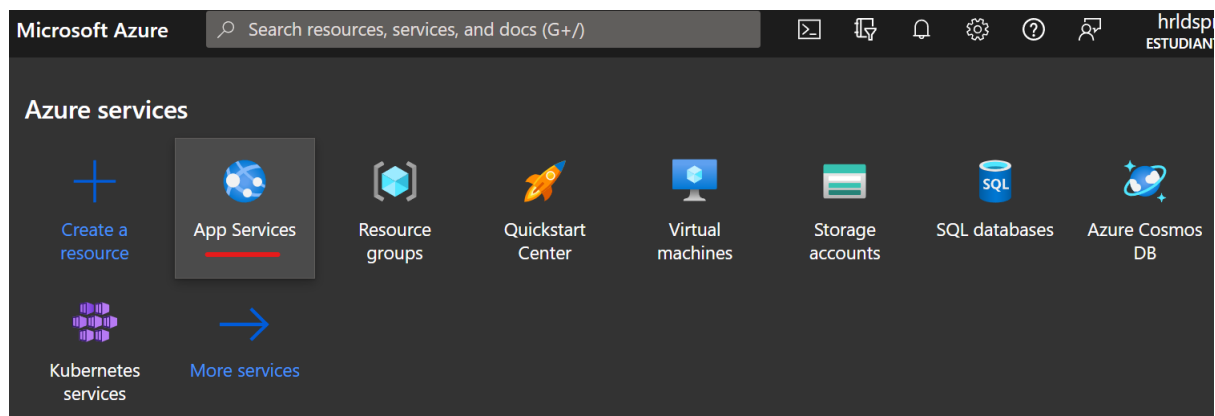 Microsoft Azure
Search resources, services, and docs (G+/)
hrldspr
ESTUDIANT
Azure services
Create a
resource
App Services
Resource
groups
Quickstart
Center
Virtual
machines
Storage
accounts
SQL
SQL databases
Azure Cosmos
DB
Kubernetes
services
More services